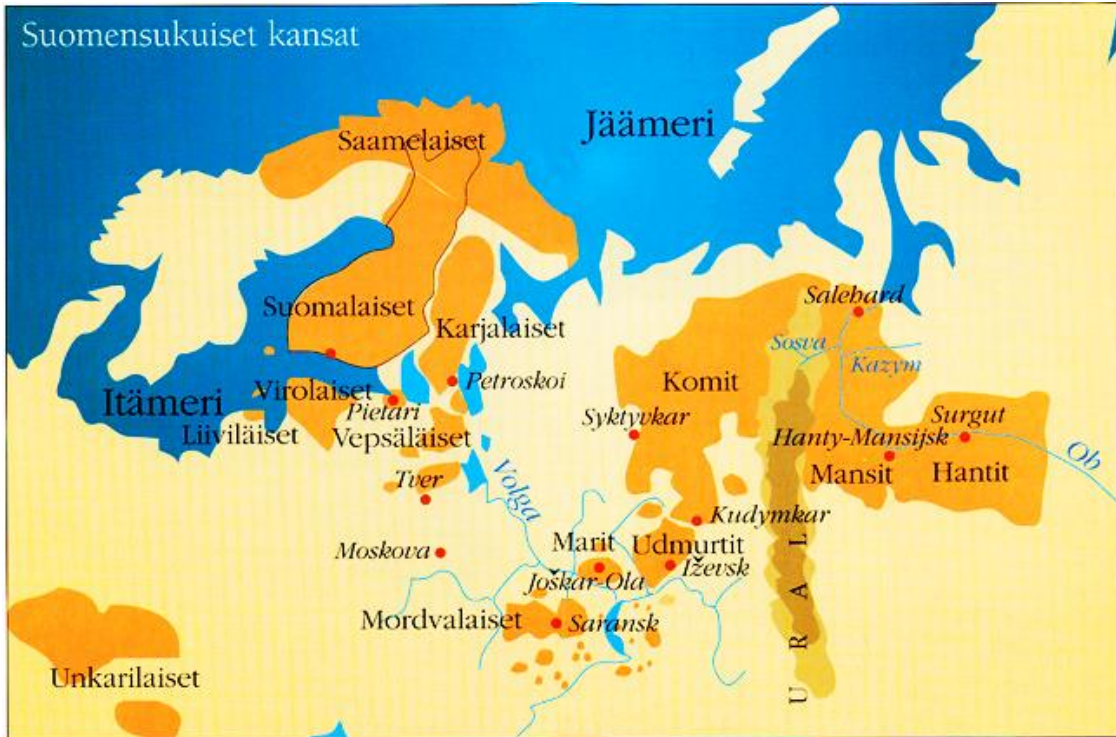 Suomensukuiset kansat
Jäämeri
Saamelaiset
Suomalaiset
Karjalaiset
Salehard
Sosva
Kazym
Itämeri
Virolaiset
Petroskoi
Pietari
Liiviläiset
Vepsäläiset
Komit
Syktyvkar
Surgut
Hanty-Mansijsk
Mansit
Hantit
Ob
Tver
Volga
Kudymkar
Moskova
Marit
Udmurtit
Joškar-Ola
Iževsk
Mordvalaiset
Saransk
URAL
Unkarilaiset